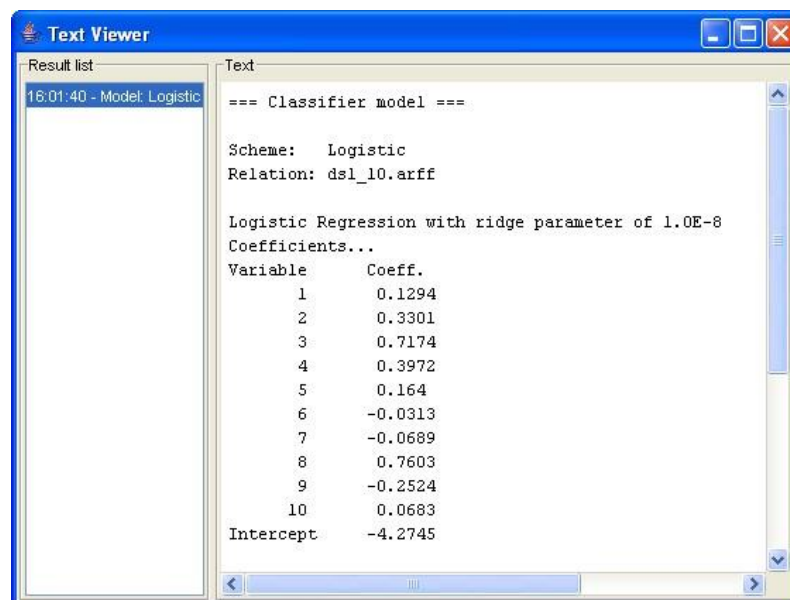 Text Viewer
Result list
16:01:40 - Model: Logistic
Text
=== Classifier model ===
Scheme: Logistic
Relation: dsl_10.arff
Logistic Regression with ridge parameter of 1.0E-8
Coefficients...
Variable Coeff.
1 0.1294
2 0.3301
3 0.7174
4 0.3972
5 0.164
6 -0.0313
7 -0.0689
8 0.7603
9 -0.2524
10 0.0683
Intercept -4.2745